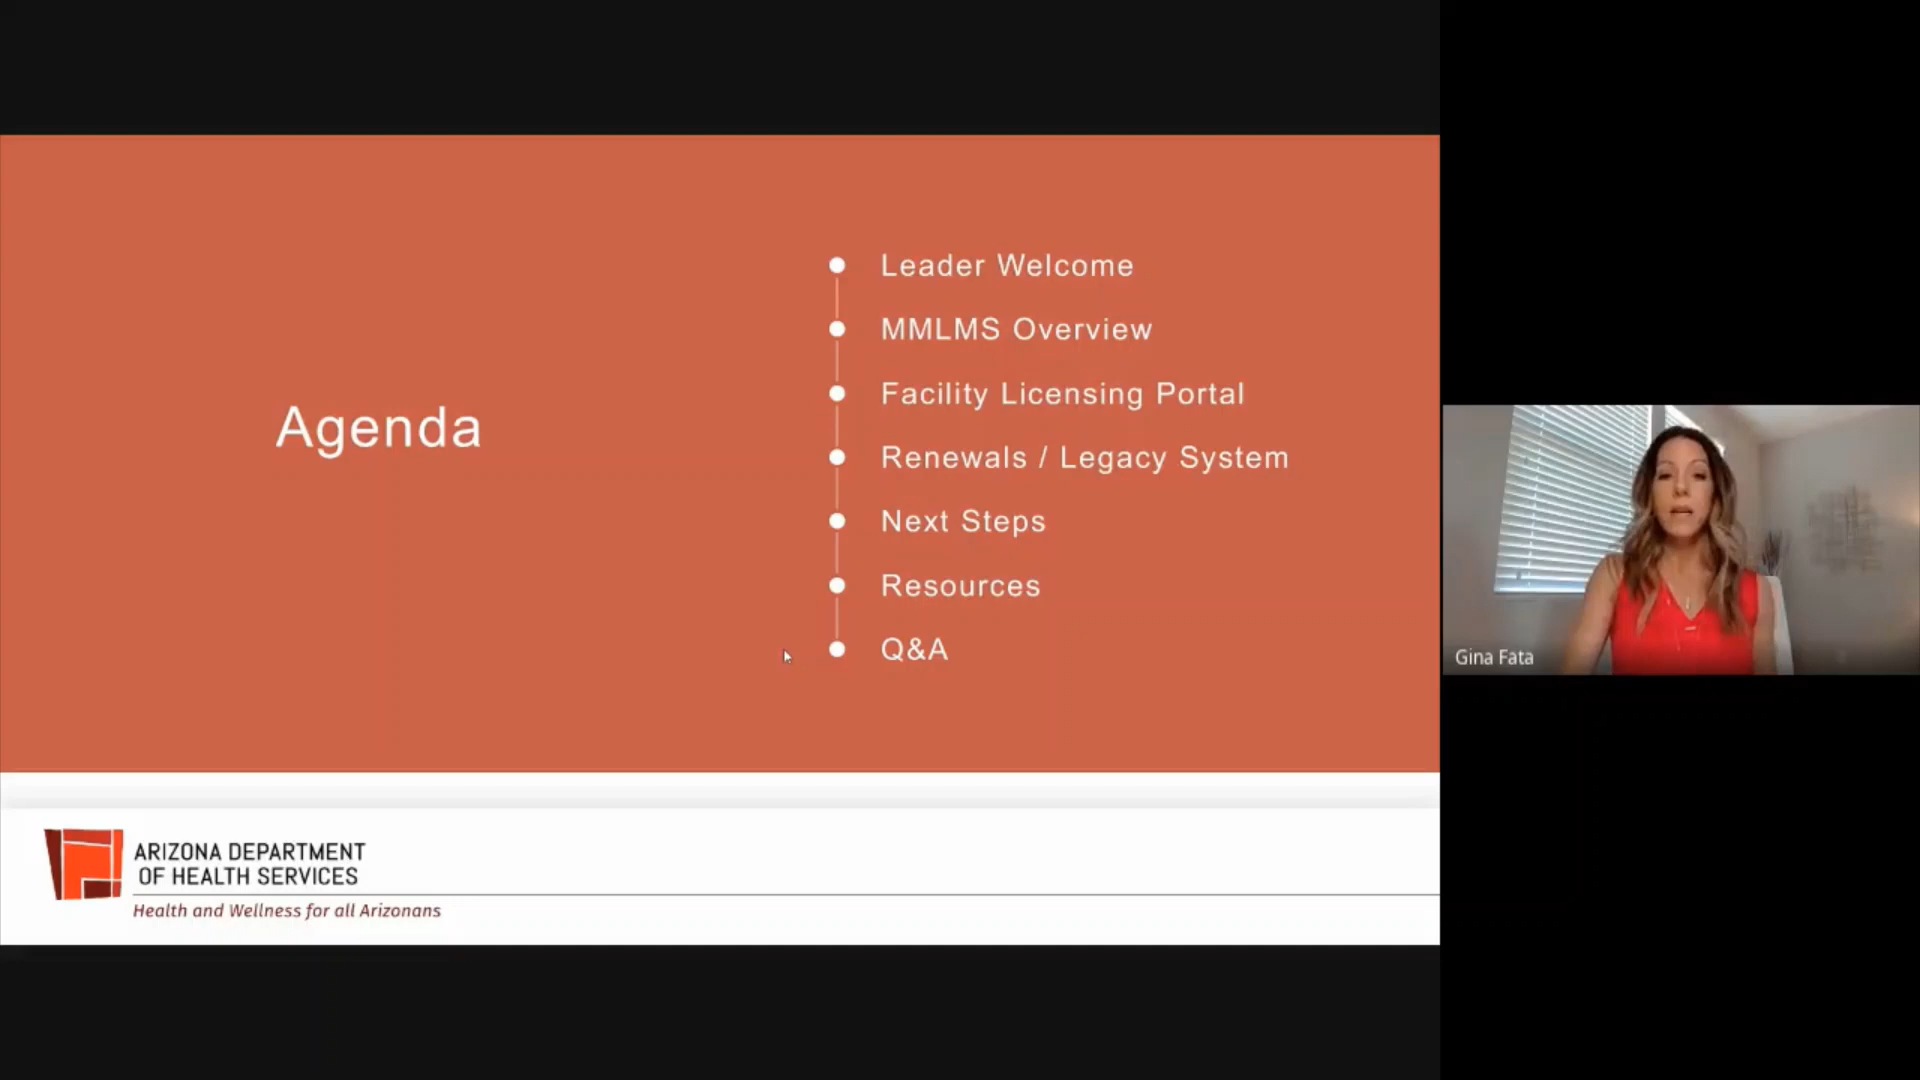 Agenda
Leader Welcome
MMLMS Overview
Facility Licensing Portal
Renewals / Legacy System
Next Steps
Resources
Q&A
Gina Fata
ARIZONA DEPARTMENT
OF HEALTH SERVICES
Health and Wellness for all Arizonans